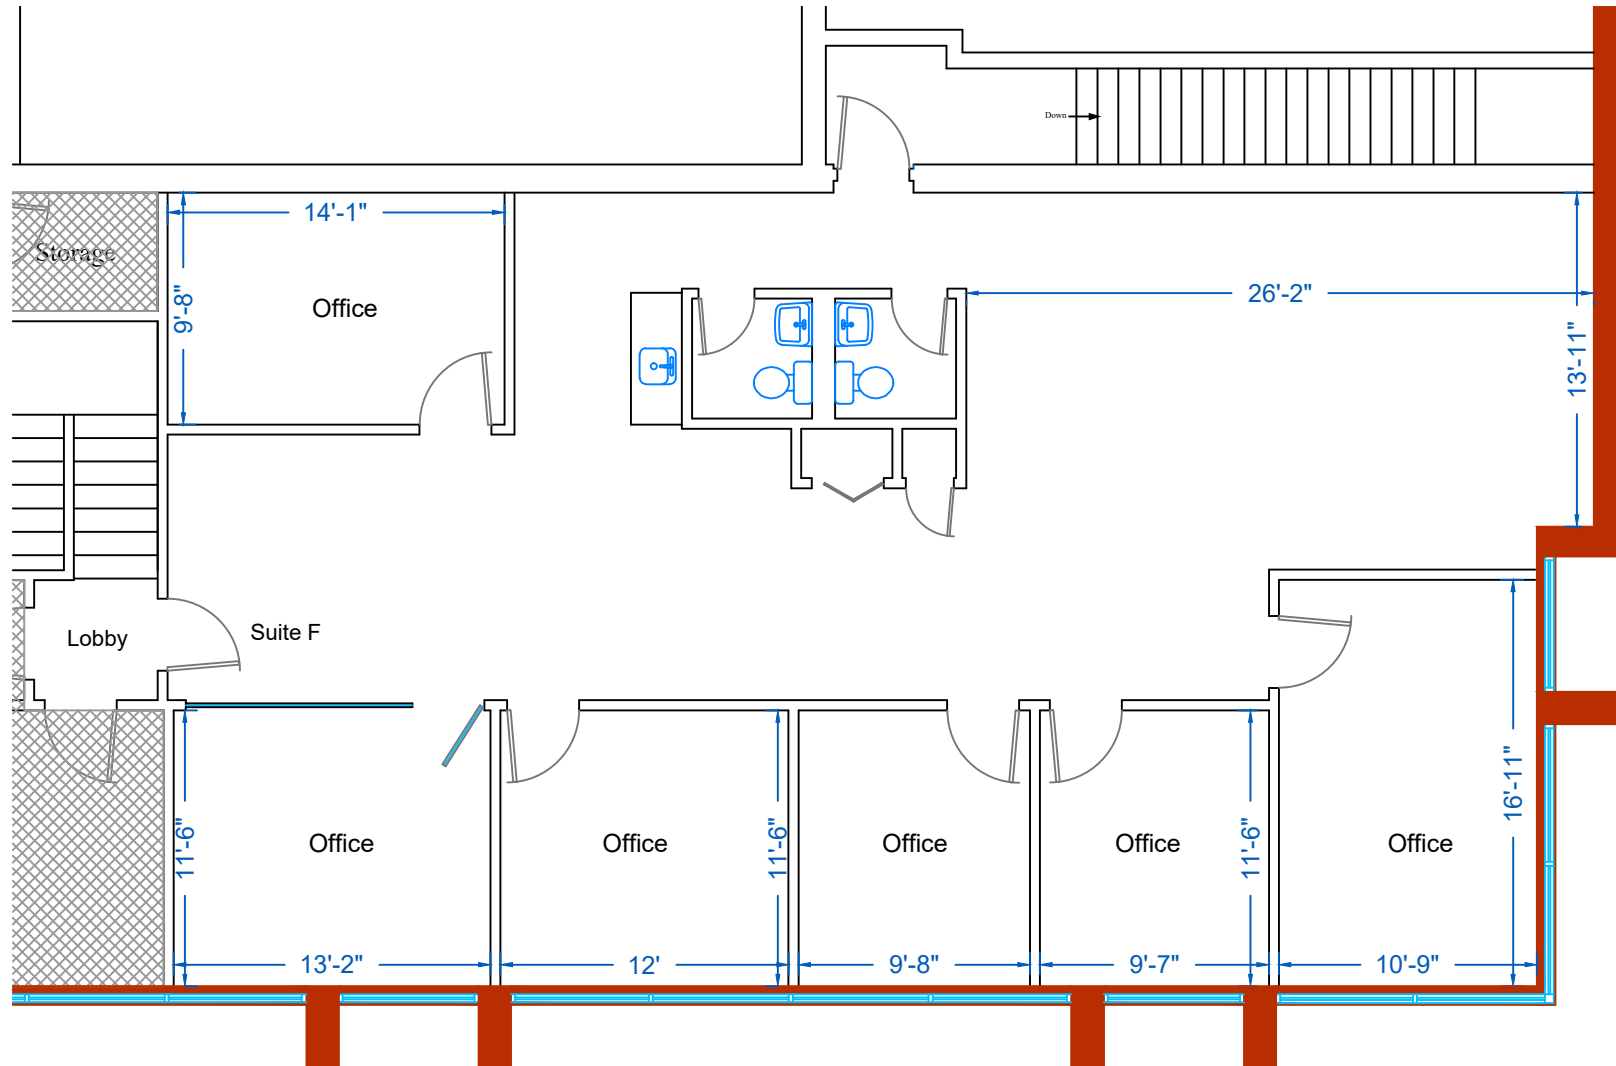 Down
14'-1"
Storage
9'-8"
Office
26'-2"
13'-11"
Lobby
Suite F
16'-11"
11'-6"
Office
Office
11'-6"
Office
Office
11'-6"
Office
13'-2"
12'
9'-8"
9'-7"
10'-9"